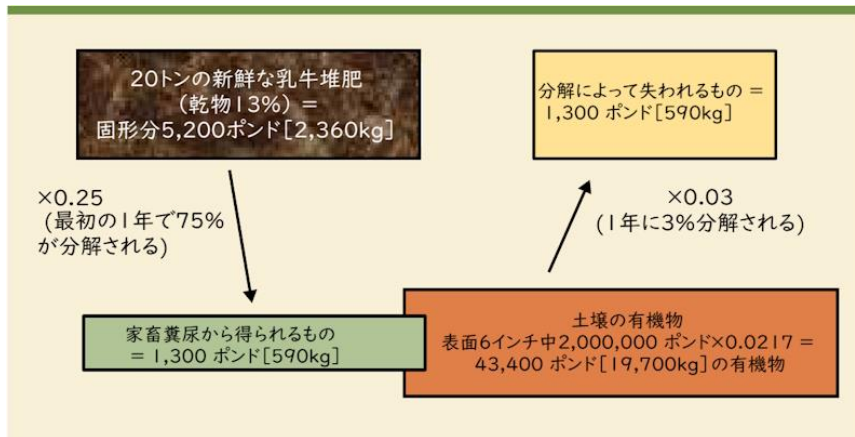 20トンの新鮮な乳牛堆肥
(乾物13%) =
固形分5,200ポンド[2,360kg]
分解によって失われるもの =
1,300 ポンド[590kg]
×0.25
(最初の1年で75%
が分解される)
×0.03
(1年に3%分解される)
家畜糞尿から得られるもの
= 1,300 ポンド[590kg]
土壌の有機物
表面6インチ中2,000,000 ポンド×0.0217 =
43,400 ポンド[19,700kg]の有機物